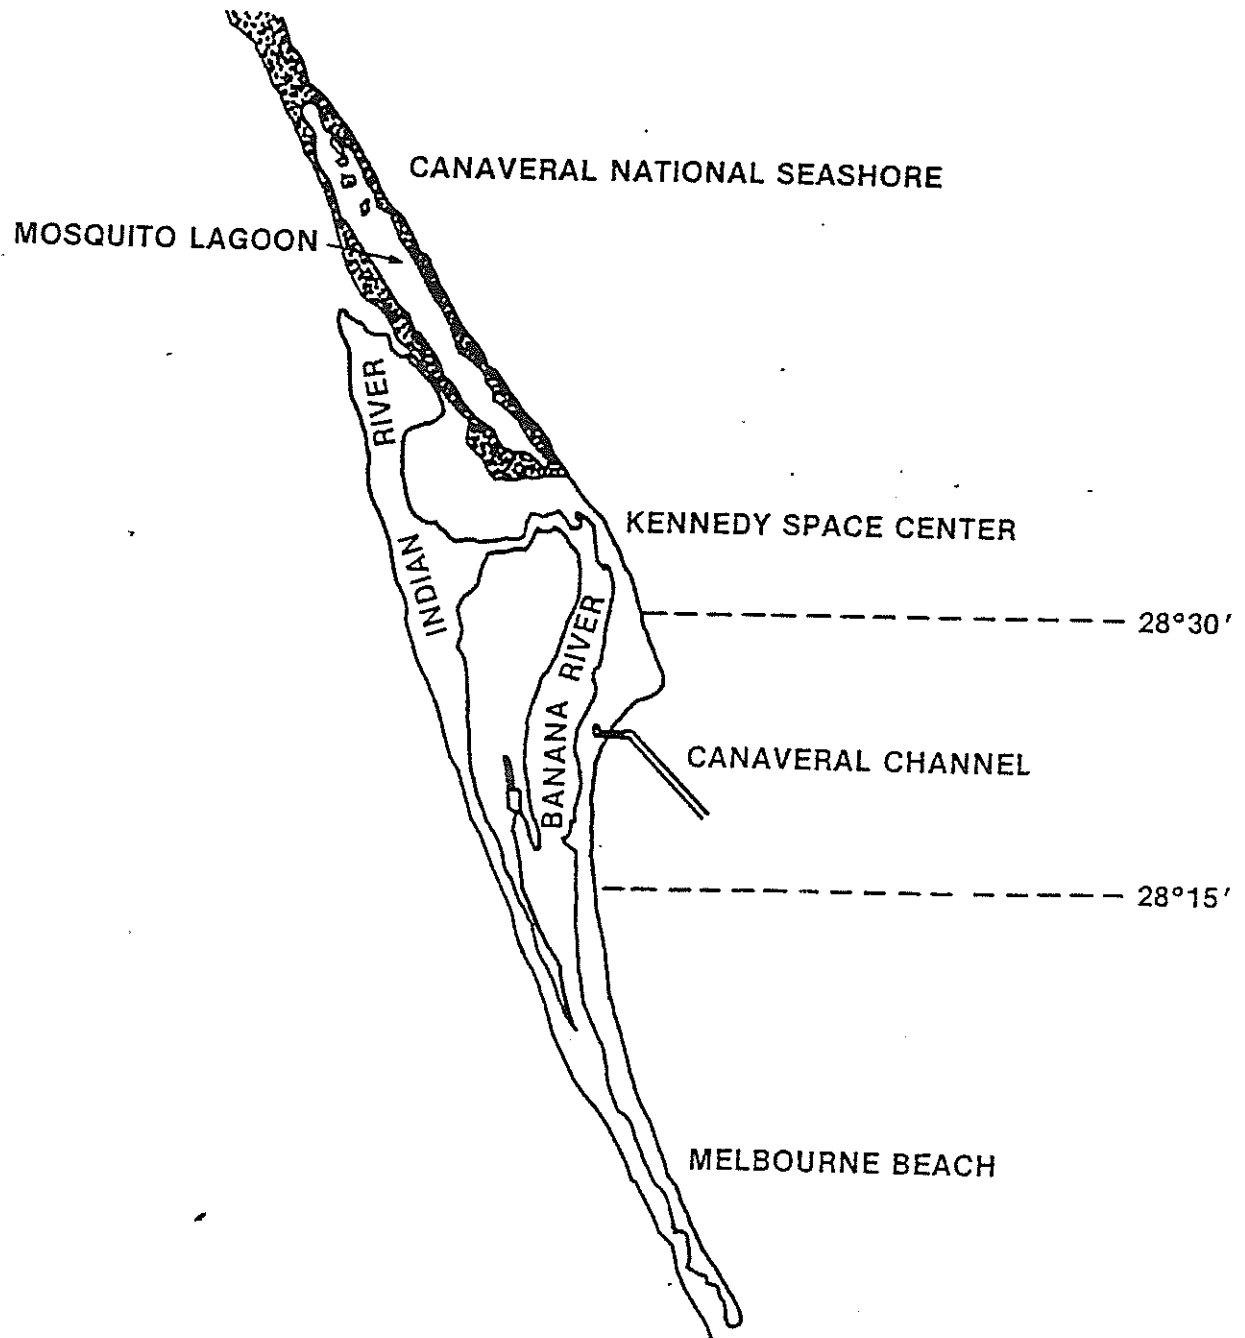 CANAVERAL NATIONAL SEASHORE
MOSQUITO LAGOON
INDIAN RIVER
KENNEDY SPACE CENTER
BANANA RIVER
28°30′
CANAVERAL CHANNEL
28°15′
MELBOURNE BEACH